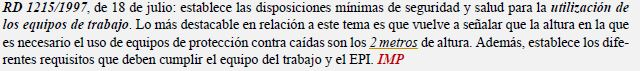 RD 1215/1997, de 18 de julio: establece las disposiciones mínimas de seguridad y salud para la utilización de
los equipos de trabajo. Lo más destacable en relación a este tema es que vuelve a señalar que la altura en la que
es necesario el uso de equipos de protección contra caídas son los 2 metros de altura. Además, establece los dife-
rentes requisitos que deben cumplir el equipo del trabajo y el EPI. IMP